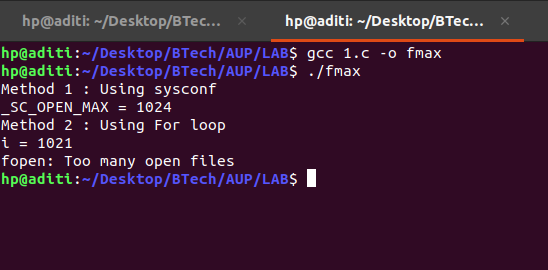 hp@aditi: ~/Desktop/BTec... × hp@aditi: ~/Desktop/BTec... ×
hp@aditi:~/Desktop/BTech/AUP/LAB$ gcc 1.c -o fmax
hp@aditi:~/Desktop/BTech/AUP/LAB$ ./fmax
Method 1 : Using sysconf
_SC_OPEN_MAX = 1024
Method 2 : Using For loop
i = 1021
fopen: Too many open files
hp@aditi:~/Desktop/BTech/AUP/LAB$